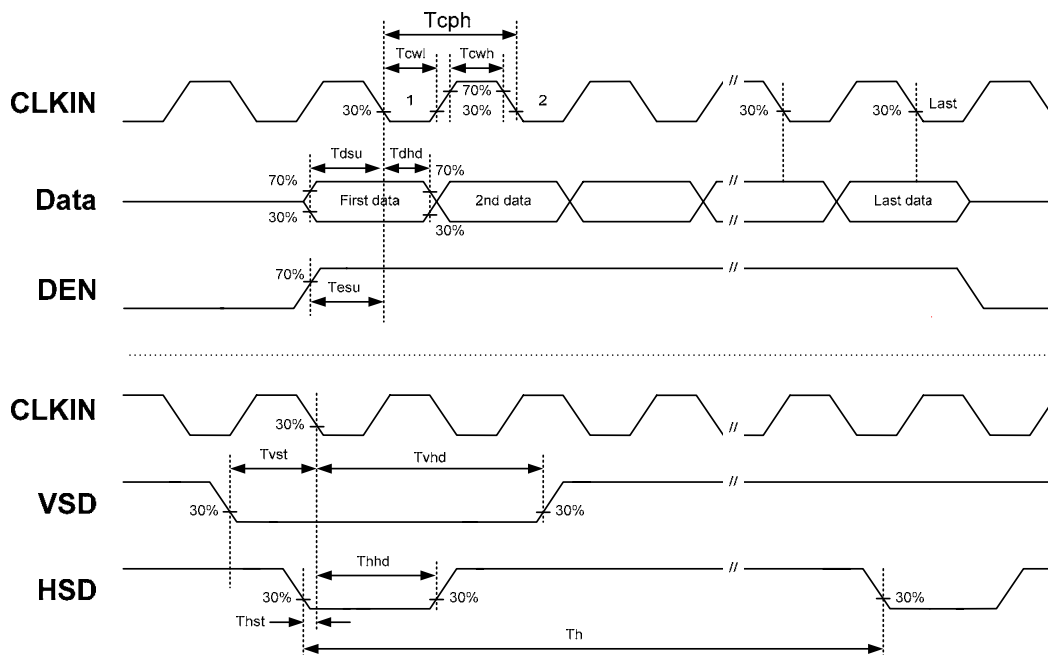 Tcph
Tcwl Tcwh
CLKIN 30% 1 70% 30% 2 // 30% 30% Last
Tdsu Tdhd
70% 70%
Data First data 2nd data // Last data
30% 30%
70% //
DEN Tesu
CLKIN 30% //
Tvst Tvhd
VSD 30% 30% //
Thhd
HSD 30% 30% // 30%
Thst
Th